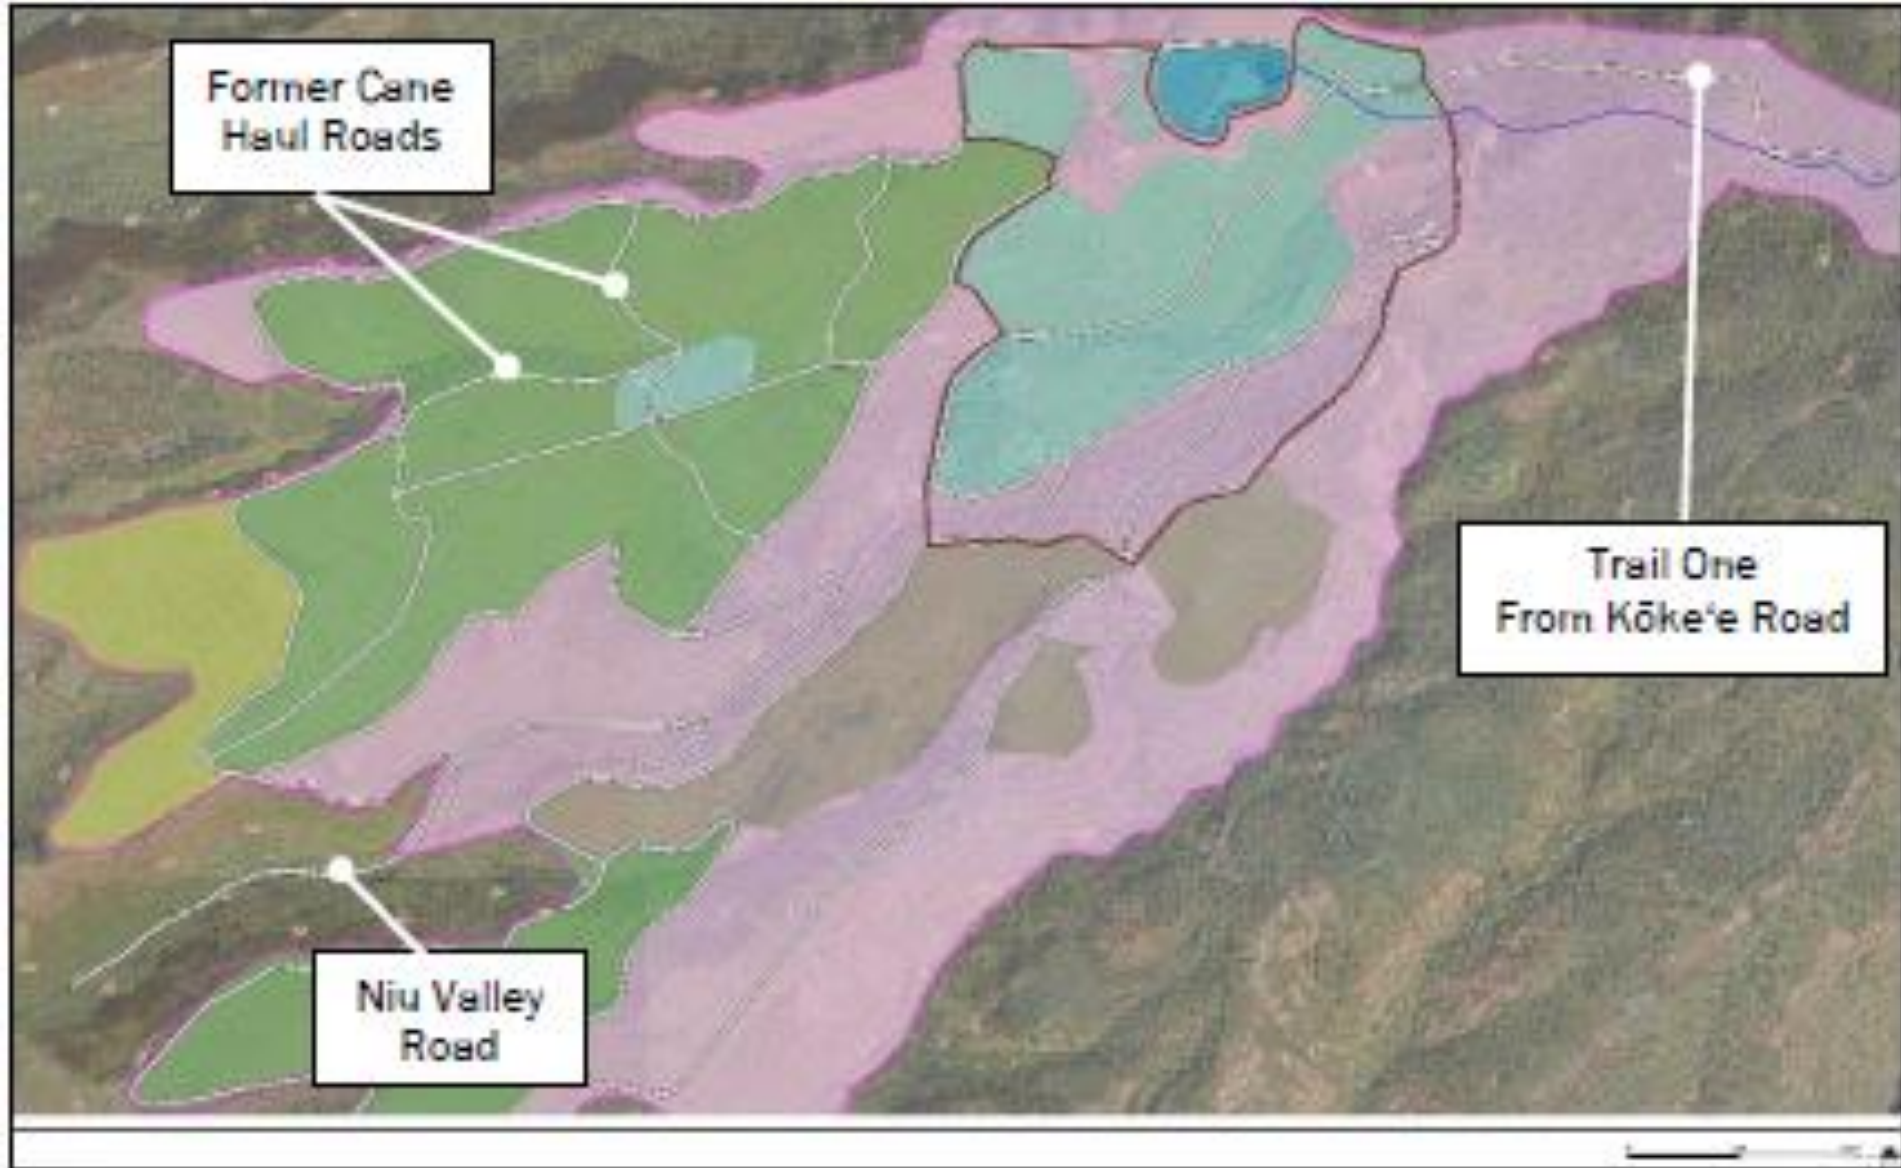 Former Cane
Haul Roads
Trail One
From Kōkeʻe Road
Niu Valley
Road